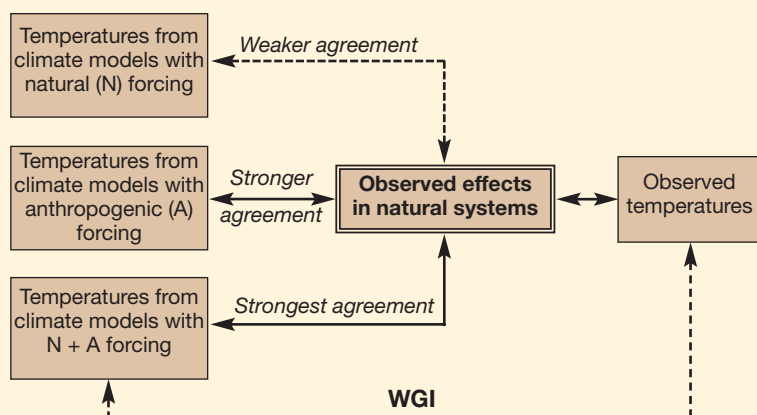 Temperatures from
climate models with
natural (N) forcing
Weaker agreement
Temperatures from
climate models with
anthropogenic (A)
forcing
Stronger
agreement
Observed effects
in natural systems
Observed
temperatures
Temperatures from
climate models with
N + A forcing
Strongest agreement
WGI